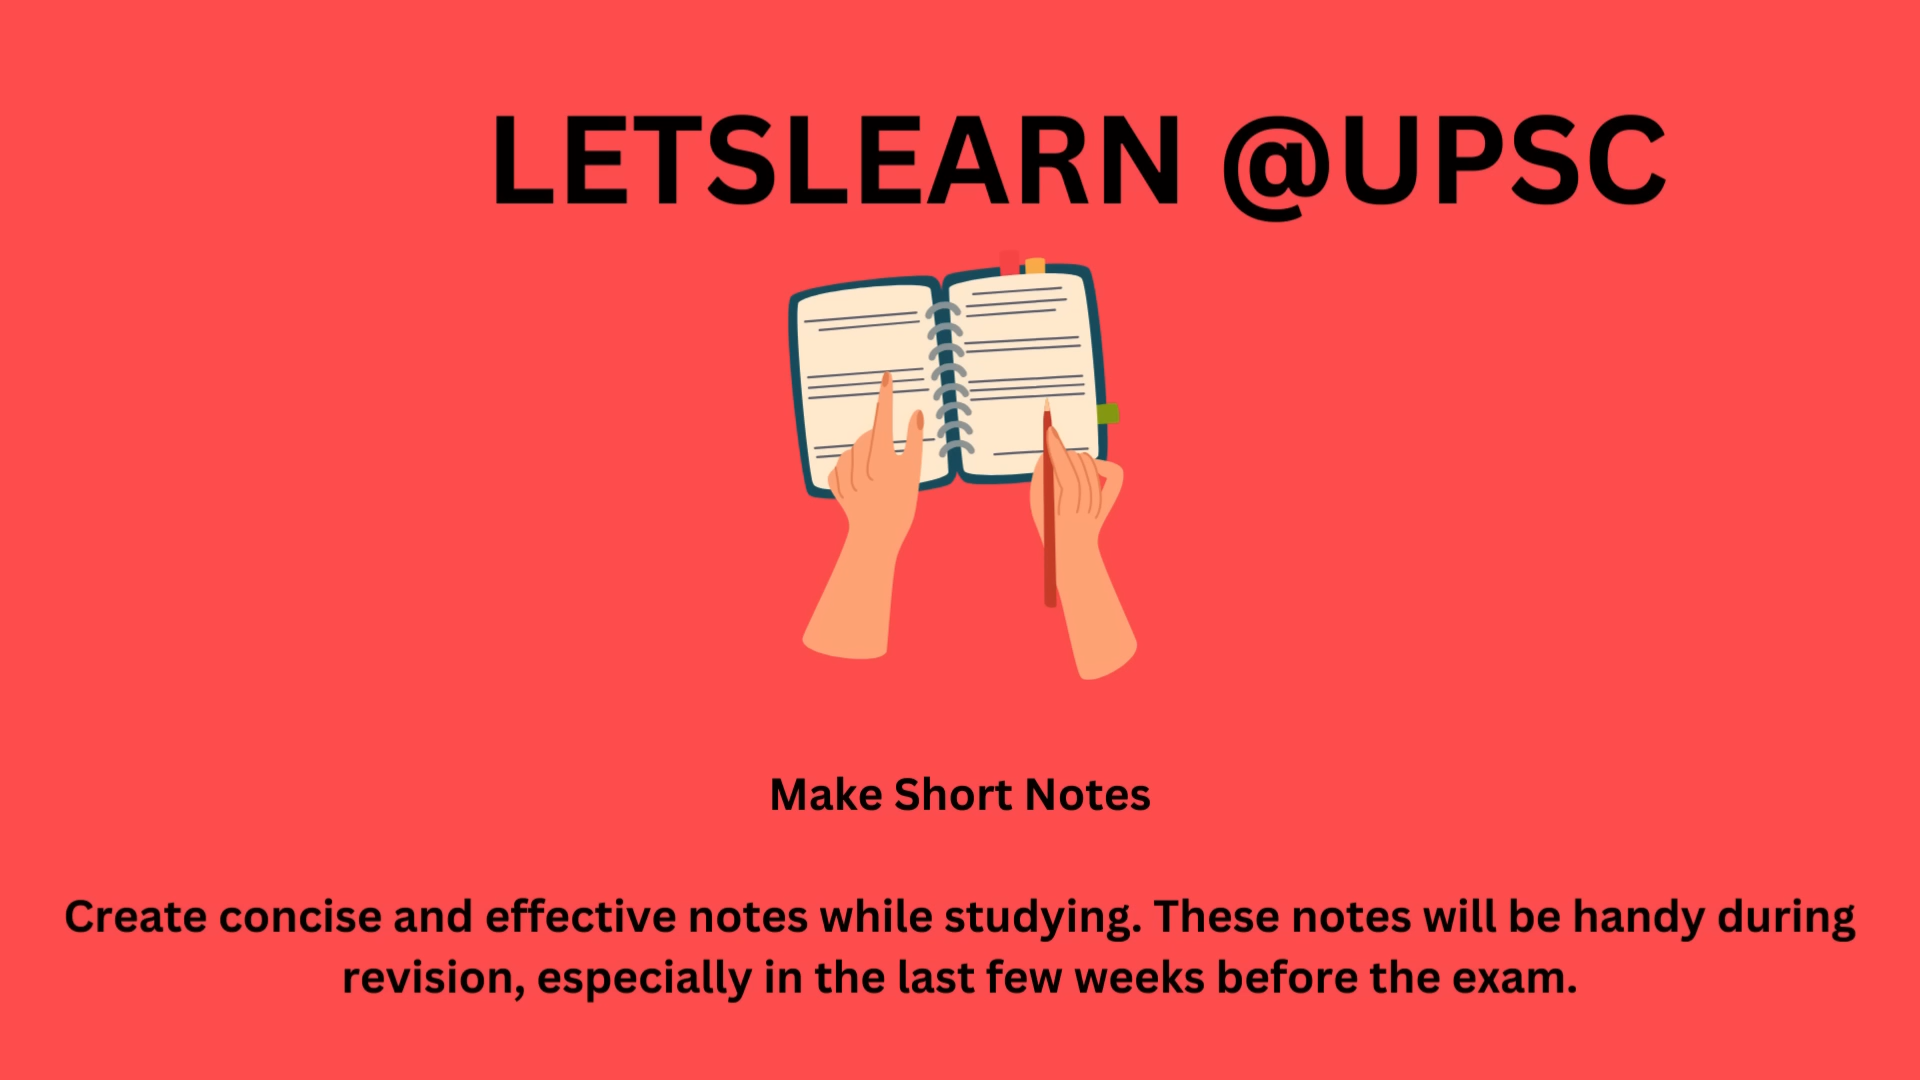 LETSLEARN @UPSC
Make Short Notes
Create concise and effective notes while studying. These notes will be handy during
revision, especially in the last few weeks before the exam.